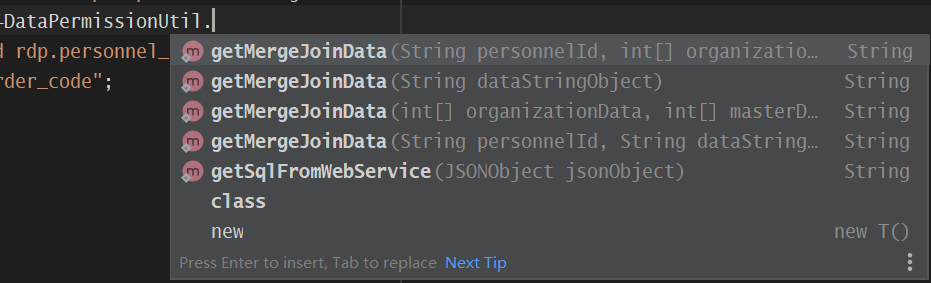 -DataPermissionUtil.
d rdp.personnel_
rder_code";
m getMergeJoinData(String personnelId, int[] organizatio… String
m getMergeJoinData(String dataStringObject) String
m getMergeJoinData(int[] organizationData, int[] masterD… String
m getMergeJoinData(String personnelId, String dataString… String
m getSqlFromWebService(JSONObject jsonObject) String
class
new new T()
Press Enter to insert, Tab to replace Next Tip